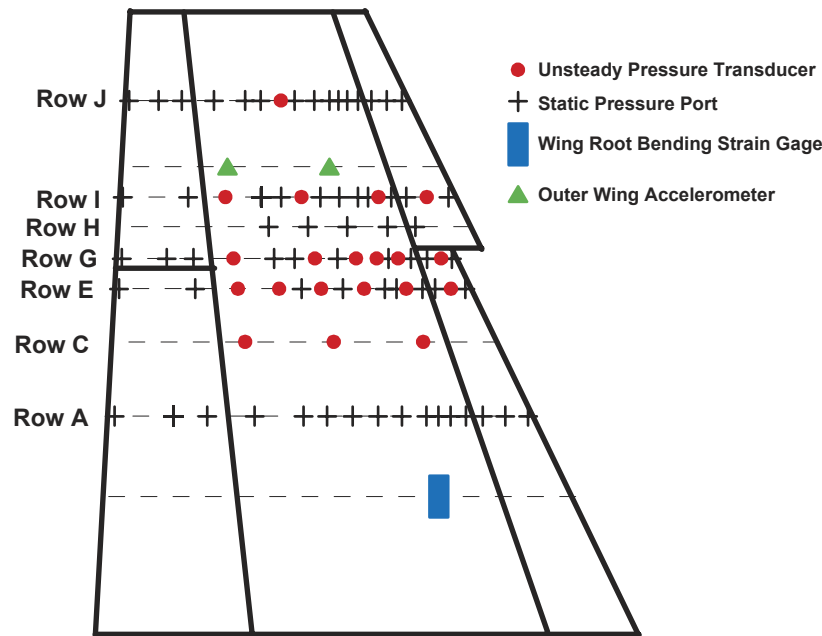 Row J
Row I
Row H
Row G
Row E
Row C
Row A
Unsteady Pressure Transducer
Static Pressure Port
Wing Root Bending Strain Gage
Outer Wing Accelerometer